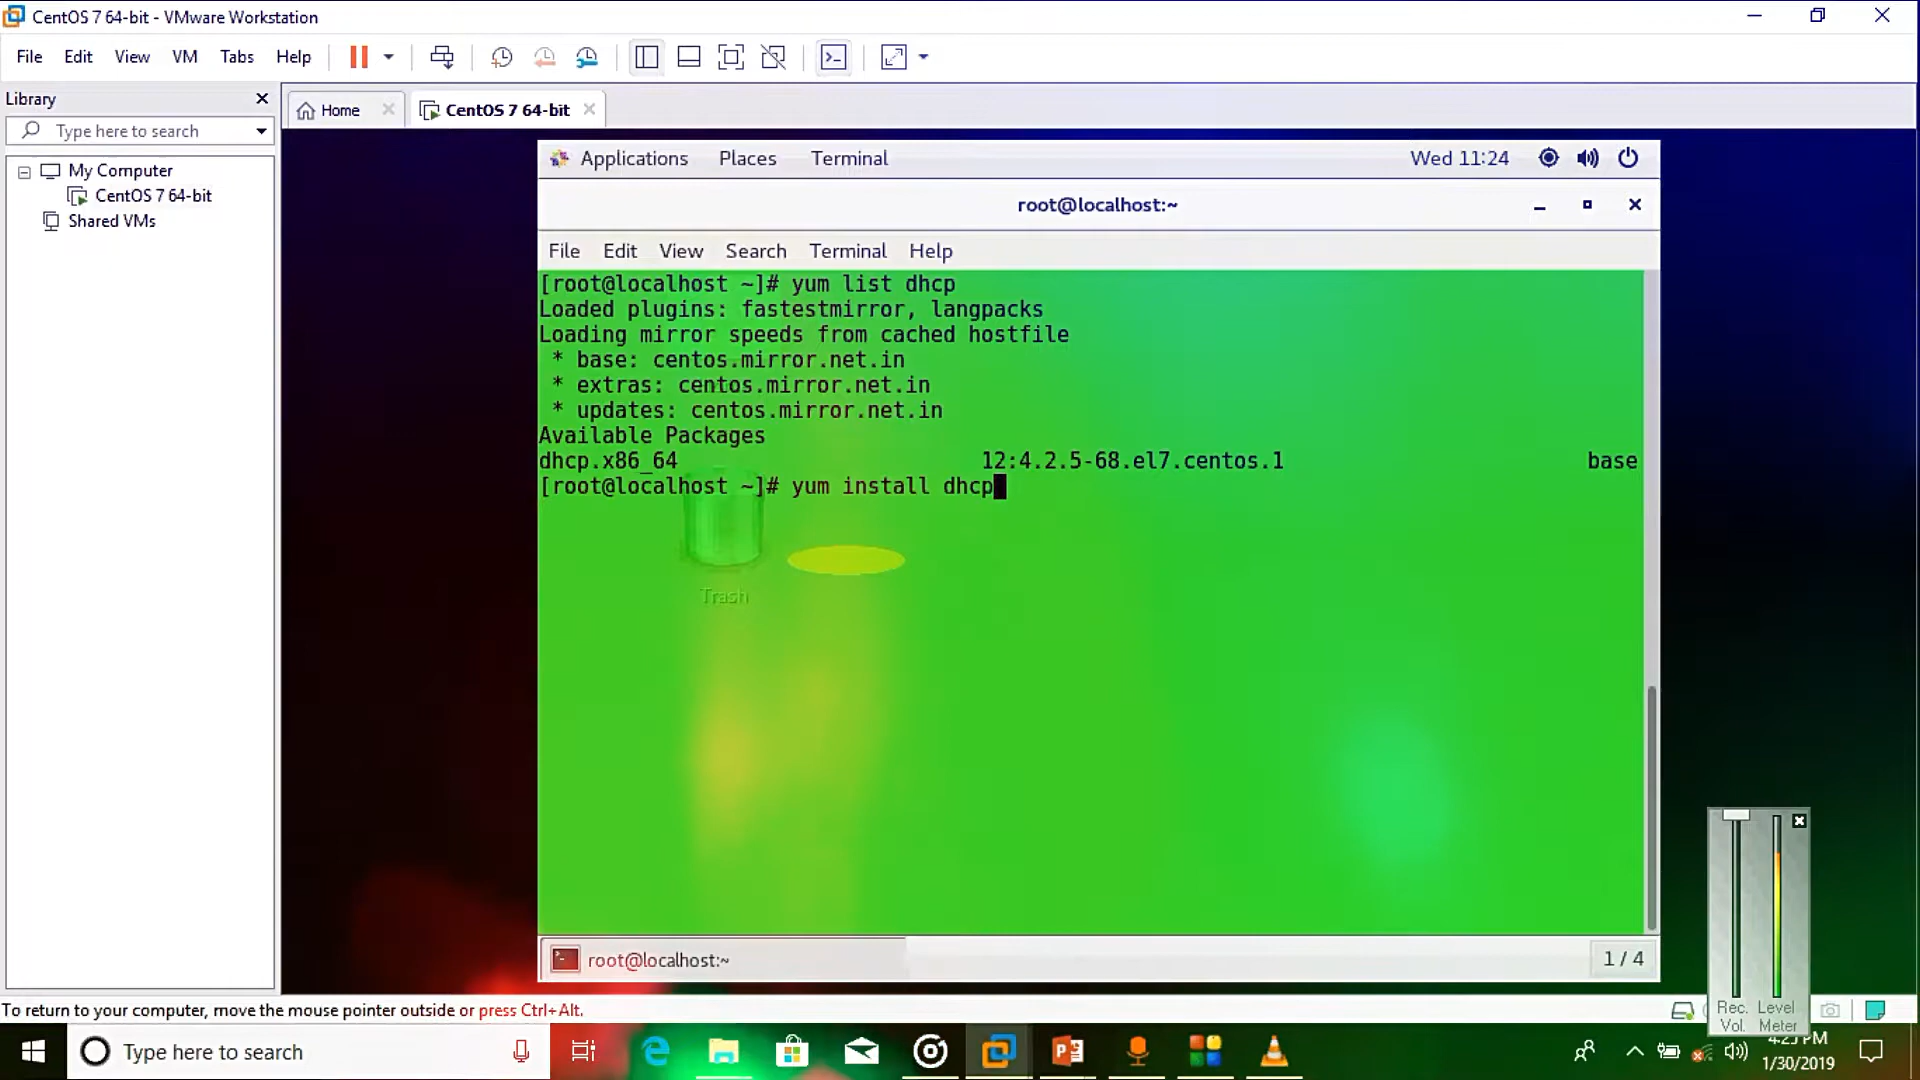 CentOS 7 64-bit - VMware Workstation
File Edit View VM Tabs Help
Library
Home
CentOS 7 64-bit
Type here to search
My Computer
CentOS 7 64-bit
Shared VMs
Applications Places Terminal
Wed 11:24
root@localhost:~
File Edit View Search Terminal Help
[root@localhost ~]# yum list dhcp
Loaded plugins: fastestmirror, langpacks
Loading mirror speeds from cached hostfile
* base: centos.mirror.net.in
* extras: centos.mirror.net.in
* updates: centos.mirror.net.in
Available Packages
dhcp.x86_64 12:4.2.5-68.el7.centos.1 base
[root@localhost ~]# yum install dhcp
Trash
root@localhost:~
1 / 4
Rec. Level
Vol. Meter
To return to your computer, move the mouse pointer outside or press Ctrl+Alt.
Type here to search
PM
1/30/2019